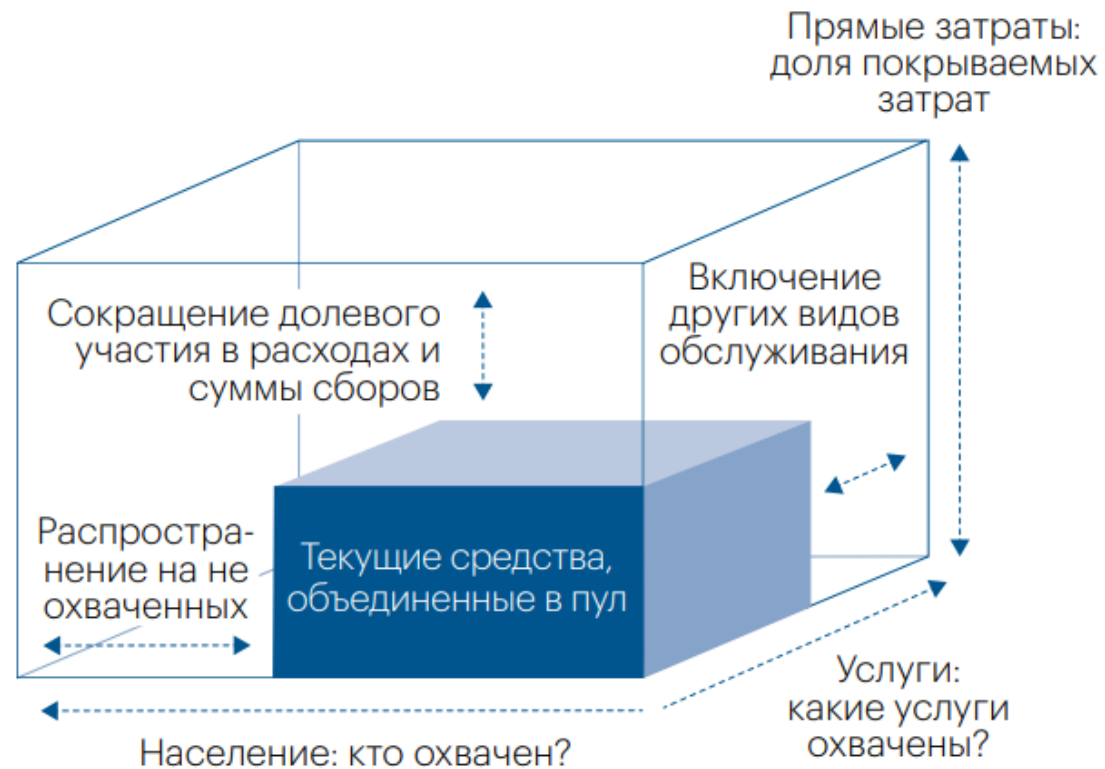 Прямые затраты:
доля покрываемых
затрат
Включение
других видов
обслуживания
Сокращение долевого
участия в расходах и
суммы сборов
Распростра-
нение на не
охваченных
Текущие средства,
объединенные в пул
Услуги:
какие услуги
охвачены?
Население: кто охвачен?